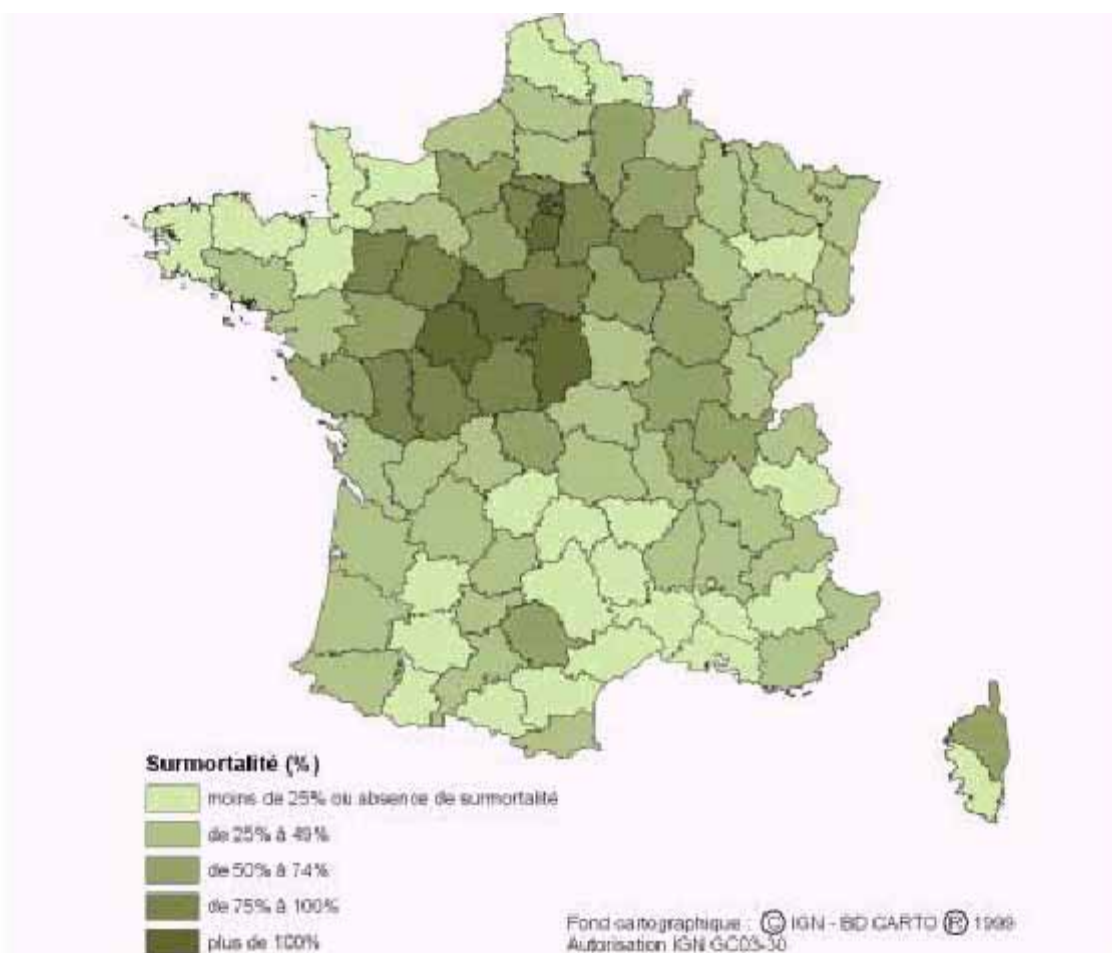 Surmortalité (%)
moins de 25% ou absence de surmortalité
de 25% à 49%
de 50% à 74%
de 75% à 100%
plus de 100%
Fond cartographique : © IGN - BD CARTO ® 1999
Autorisation IGN GC03-30